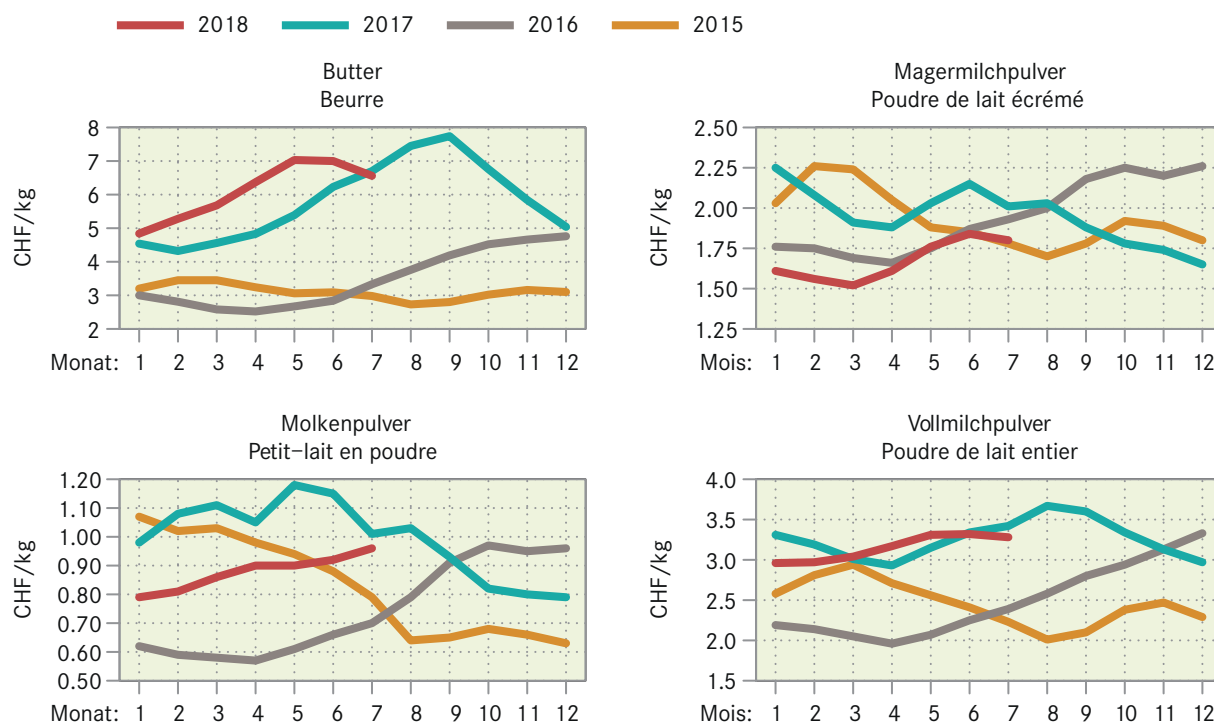 2018 2017 2016 2015
Butter
Beurre
CHF/kg
8
7
6
5
4
3
2
Monat: 1 2 3 4 5 6 7 8 9 10 11 12
Magermilchpulver
Poudre de lait écrémé
CHF/kg
2.50
2.25
2.00
1.75
1.50
1.25
Mois: 1 2 3 4 5 6 7 8 9 10 11 12
Molkenpulver
Petit-lait en poudre
CHF/kg
1.20
1.10
1.00
0.90
0.80
0.70
0.60
0.50
Monat: 1 2 3 4 5 6 7 8 9 10 11 12
Vollmilchpulver
Poudre de lait entier
CHF/kg
4.0
3.5
3.0
2.5
2.0
1.5
Mois: 1 2 3 4 5 6 7 8 9 10 11 12